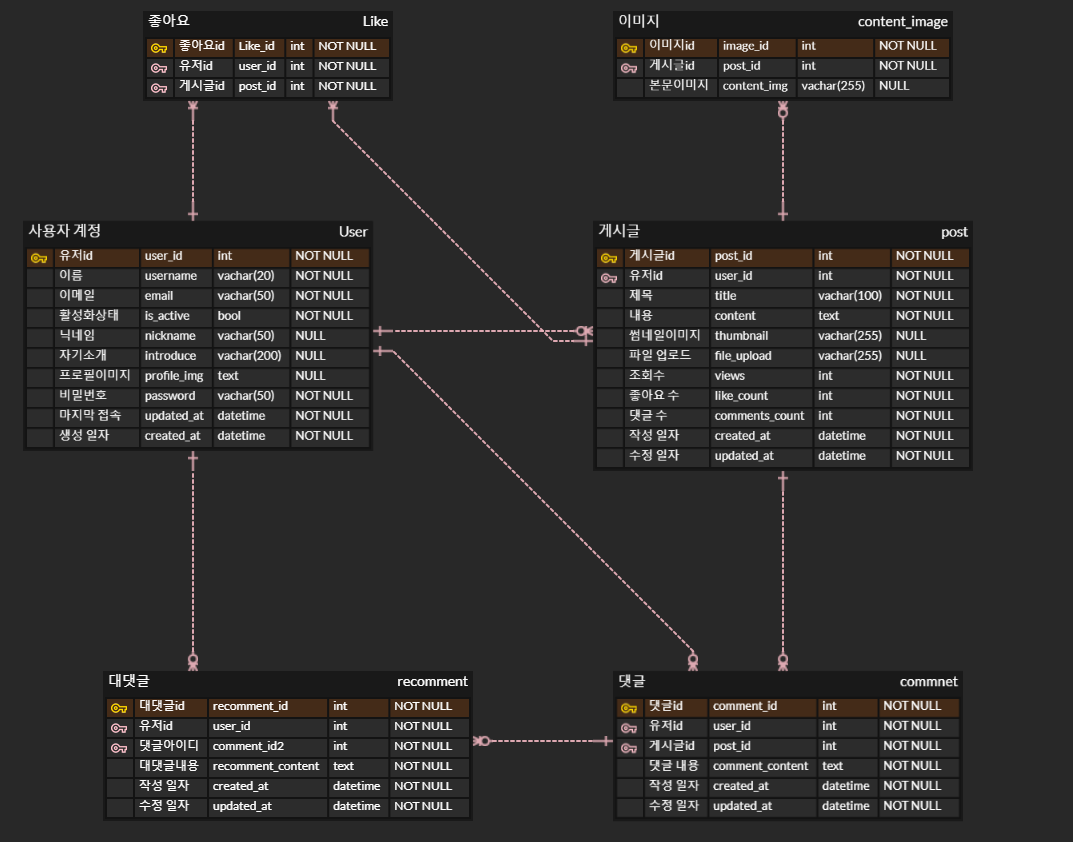 좋아요 Like
좋아요id Like_id int NOT NULL
유저id user_id int NOT NULL
게시글id post_id int NOT NULL
이미지 content_image
이미지id image_id int NOT NULL
게시글id post_id int NOT NULL
본문이미지 content_img vachar(255) NULL
사용자 계정 User
유저id user_id int NOT NULL
이름 username vachar(20) NOT NULL
이메일 email vachar(50) NOT NULL
활성화상태 is_active bool NOT NULL
닉네임 nickname vachar(50) NULL
자기소개 introduce vachar(200) NULL
프로필이미지 profile_img text NULL
비밀번호 password vachar(50) NOT NULL
마지막 접속 updated_at datetime NOT NULL
생성 일자 created_at datetime NOT NULL
게시글 post
게시글id post_id int NOT NULL
유저id user_id int NOT NULL
제목 title vachar(100) NOT NULL
내용 content text NOT NULL
썸네일이미지 thumbnail vachar(255) NULL
파일 업로드 file_upload vachar(255) NULL
조회수 views int NOT NULL
좋아요 수 like_count int NOT NULL
댓글 수 comments_count int NOT NULL
작성 일자 created_at datetime NOT NULL
수정 일자 updated_at datetime NOT NULL
대댓글 recomment
대댓글id recomment_id int NOT NULL
유저id user_id int NOT NULL
댓글아이디 comment_id2 int NOT NULL
대댓글내용 recomment_content text NOT NULL
작성 일자 created_at datetime NOT NULL
수정 일자 updated_at datetime NOT NULL
댓글 commnet
댓글id comment_id int NOT NULL
유저id user_id int NOT NULL
게시글id post_id int NOT NULL
댓글 내용 comment_content text NOT NULL
작성 일자 created_at datetime NOT NULL
수정 일자 updated_at datetime NOT NULL